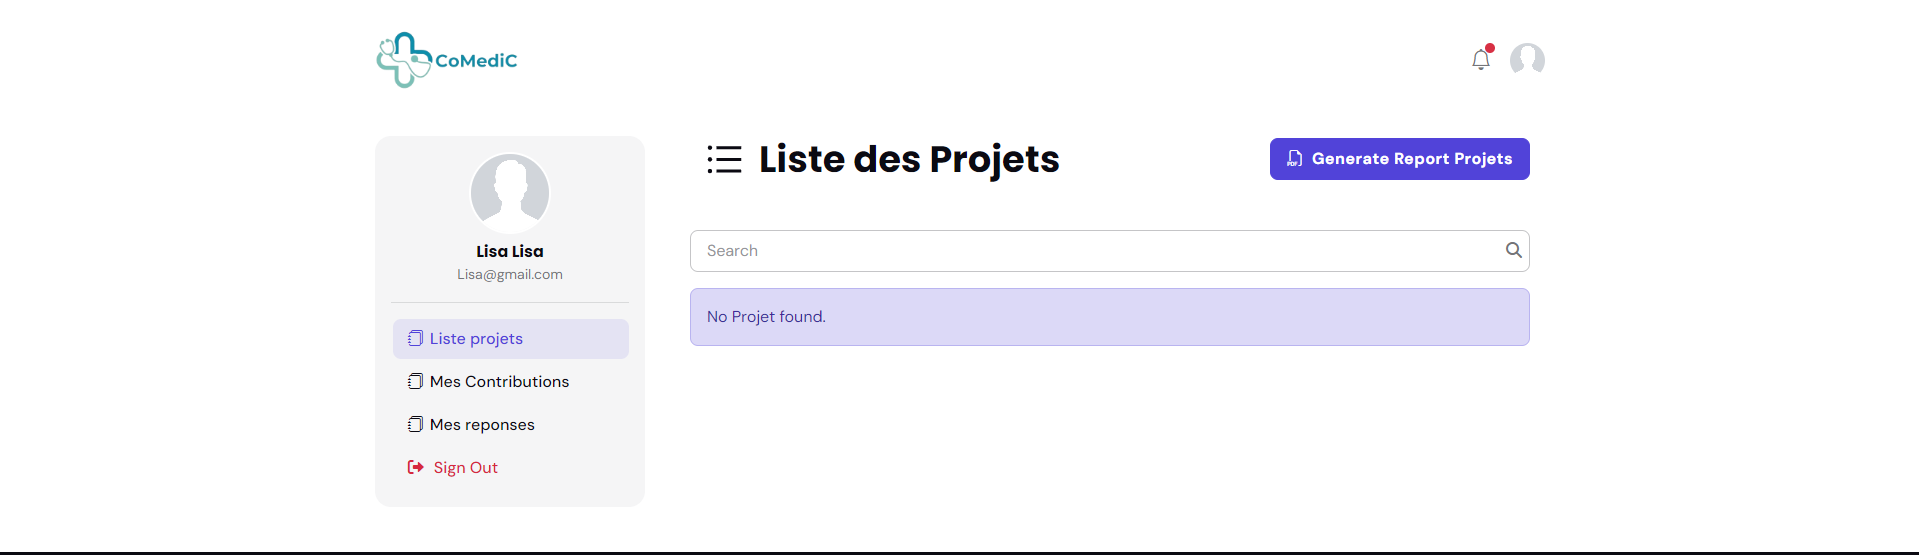 CoMediC
Lisa Lisa
Lisa@gmail.com
Liste projets
Mes Contributions
Mes reponses
Sign Out
Liste des Projets
PDF Generate Report Projets
Search
No Projet found.